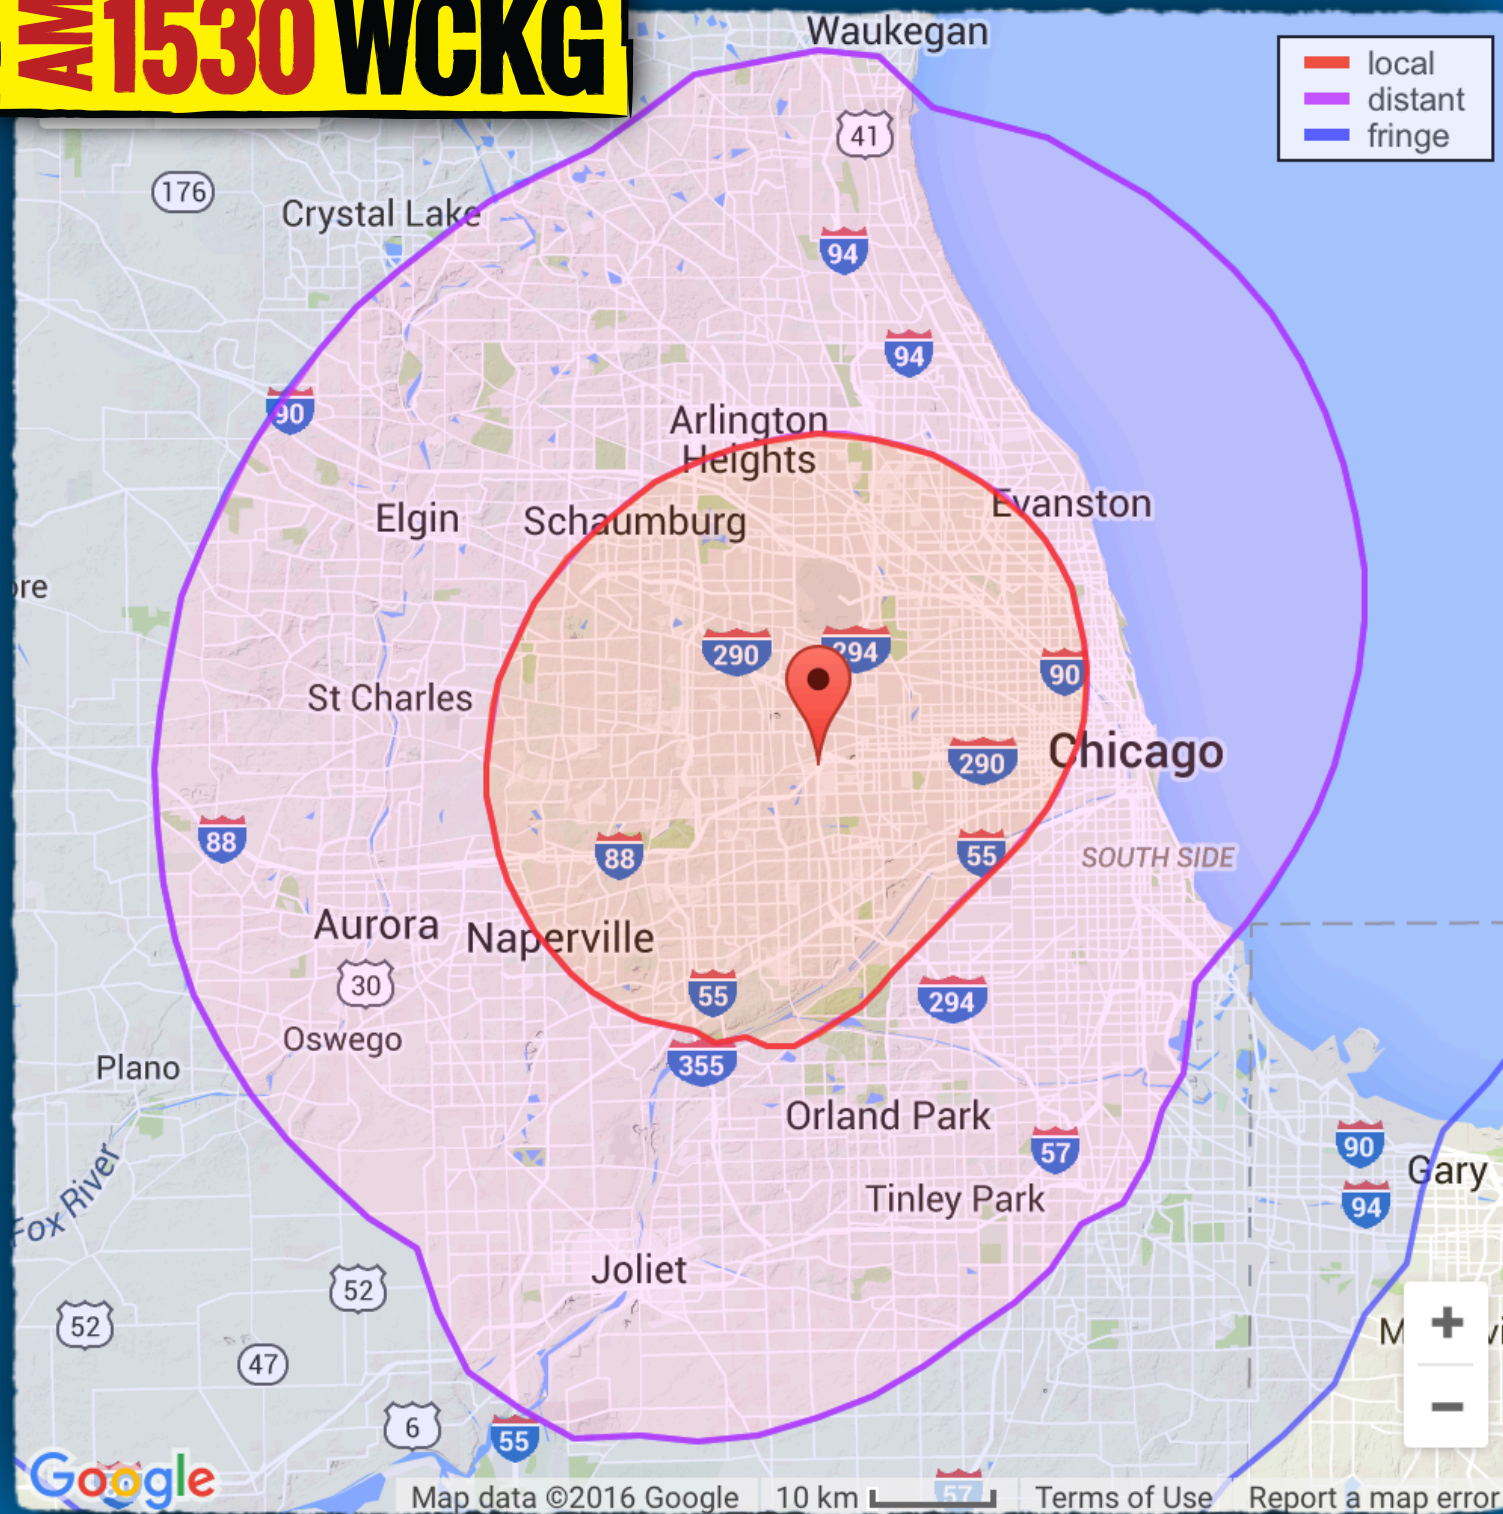 AM 1530 WCKG
Waukegan
local
distant
fringe
41
176
Crystal Lake
94
94
90
Arlington
Heights
Evanston
Elgin
Schaumburg
ore
290
294
90
St Charles
Chicago
290
88
88
55
SOUTH SIDE
Aurora
Naperville
30
55
294
Oswego
Plano
355
Orland Park
57
90
Gary
Fox River
94
Tinley Park
Joliet
52
52
47
6
55
Google
57
Map data ©2016 Google
10 km
Terms of Use
Report a map error